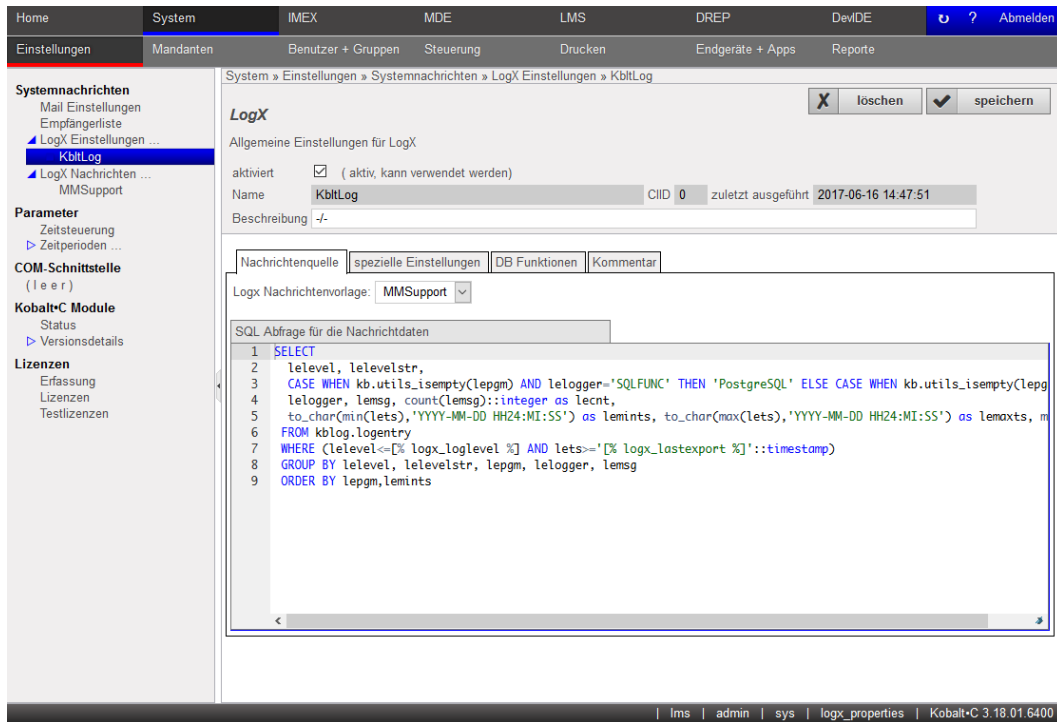 Home System IMEX MDE LMS DREP DevIDE ? Abmelden
Einstellungen Mandanten Benutzer + Gruppen Steuerung Drucken Endgeräte + Apps Reporte
System » Einstellungen » Systemnachrichten » LogX Einstellungen » KbltLog
Systemnachrichten
Mail Einstellungen
Empfängerliste
LogX Einstellungen ...
KbltLog
LogX Nachrichten ...
MMSupport
Parameter
Zeitsteuerung
Zeitperioden ...
COM-Schnittstelle
( l e e r )
Kobalt•C Module
Status
Versionsdetails
Lizenzen
Erfassung
Lizenzen
Testlizenzen
X löschen speichern
LogX
Allgemeine Einstellungen für LogX
aktiviert ( aktiv, kann verwendet werden)
Name KbltLog CIID 0 zuletzt ausgeführt 2017-06-16 14:47:51
Beschreibung -/-
Nachrichtenquelle spezielle Einstellungen DB Funktionen Kommentar
Logx Nachrichtenvorlage: MMSupport
SQL Abfrage für die Nachrichtdaten
1 SELECT
2 lelevel, lelevelstr,
3 CASE WHEN kb.utils_isempty(lepgm) AND lelogger='SQLFUNC' THEN 'PostgreSQL' ELSE CASE WHEN kb.utils_isempty(lepg
4 lelogger, lemsg, count(lemsg)::integer as lecnt,
5 to_char(min(lets),'YYYY-MM-DD HH24:MI:SS') as lemints, to_char(max(lets),'YYYY-MM-DD HH24:MI:SS') as lemaxts, m
6 FROM kblog.logentry
7 WHERE (lelevel<=[% logx_loglevel %] AND lets>='[% logx_lastexport %]'::timestamp)
8 GROUP BY lelevel, lelevelstr, lepgm, lelogger, lemsg
9 ORDER BY lepgm,lemints
| lms | admin | sys | logx_properties | Kobalt•C 3.18.01.6400